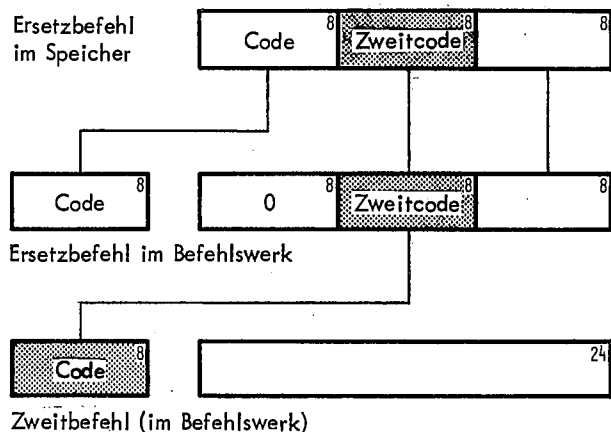 Ersetzbefehl
im Speicher
Code 8 Zweitcode 8 8
Code 8 0 8 Zweitcode 8 8
Ersetzbefehl im Befehlswerk
Code 8 24
Zweitbefehl (im Befehlswerk)